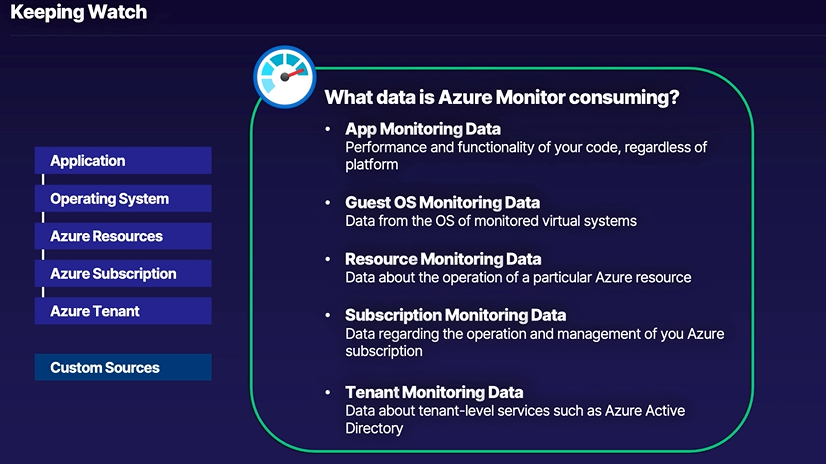 Keeping Watch
Application
Operating System
Azure Resources
Azure Subscription
Azure Tenant
Custom Sources
What data is Azure Monitor consuming?
• App Monitoring Data
Performance and functionality of your code, regardless of
platform
• Guest OS Monitoring Data
Data from the OS of monitored virtual systems
• Resource Monitoring Data
Data about the operation of a particular Azure resource
• Subscription Monitoring Data
Data regarding the operation and management of you Azure
subscription
• Tenant Monitoring Data
Data about tenant-level services such as Azure Active
Directory